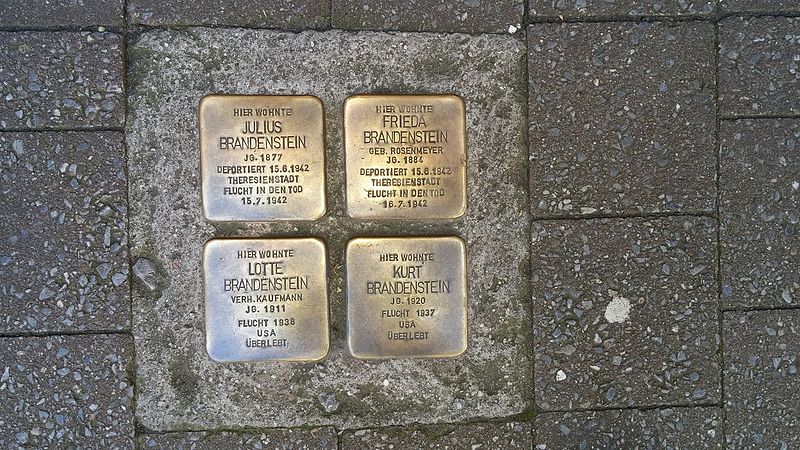 HIER WOHNTE
JULIUS
BRANDENSTEIN
JG. 1877
DEPORTIERT 15.6.1942
THERESIENSTADT
FLUCHT IN DEN TOD
15.7.1942
HIER WOHNTE
FRIEDA
BRANDENSTEIN
GEB. ROSENMEYER
JG. 1884
DEPORTIERT 15.6.1942
THERESIENSTADT
FLUCHT IN DEN TOD
16.7.1942
HIER WOHNTE
LOTTE
BRANDENSTEIN
VERH. KAUFMANN
JG. 1911
FLUCHT 1938
USA
ÜBERLEBT
HIER WOHNTE
KURT
BRANDENSTEIN
JG. 1920
FLUCHT 1937
USA
ÜBERLEBT